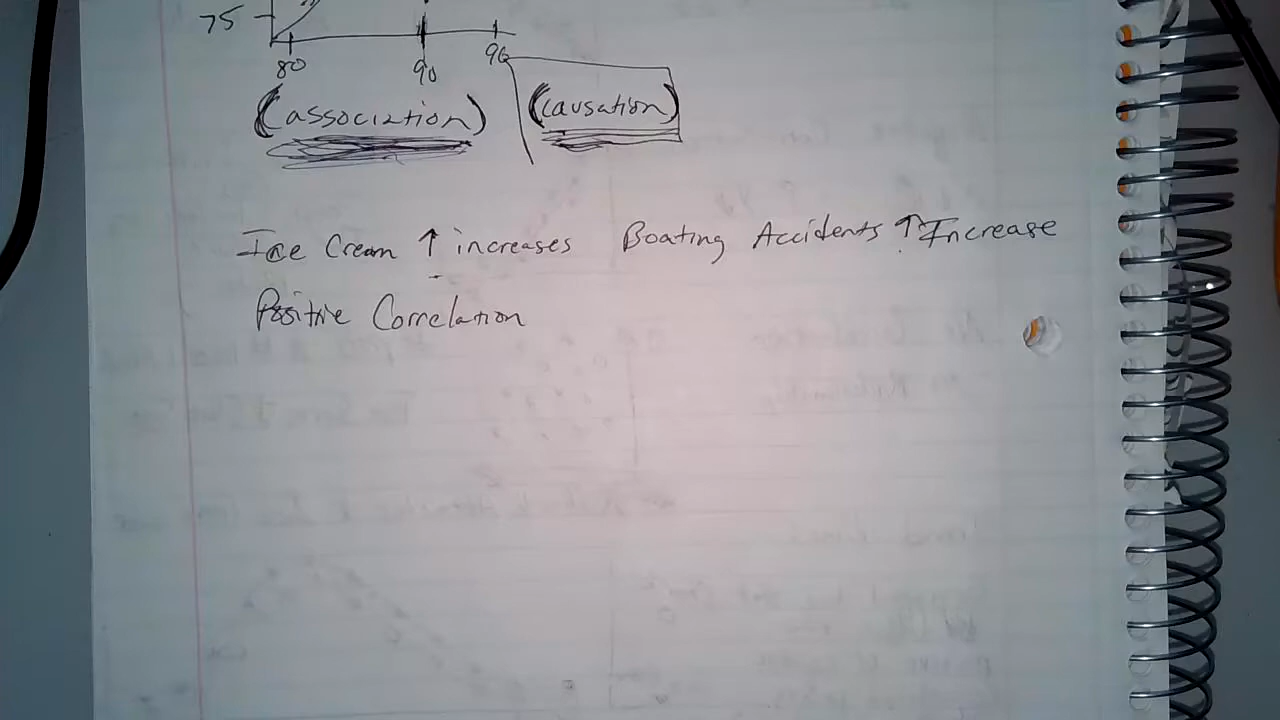 75
80 90 96
(association) (causation)
Ice Cream ↑ increases Boating Accidents ↑ Increase
Positive Correlation